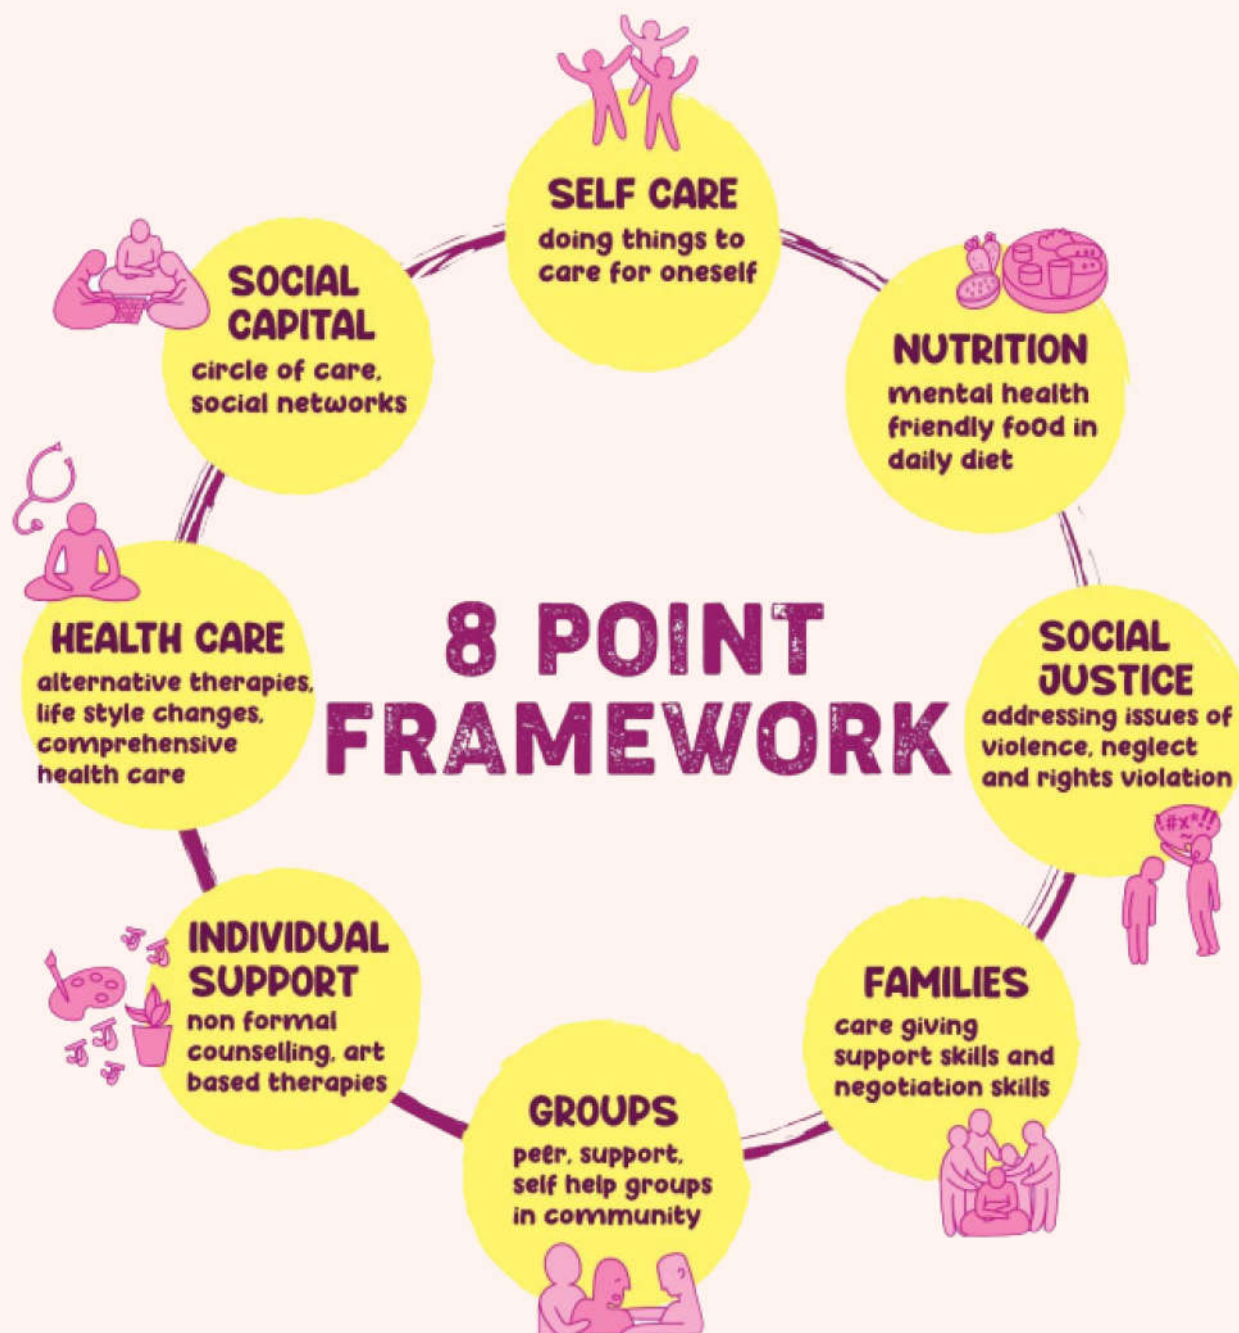 SELF CARE
doing things to
care for oneself
NUTRITION
mental health
friendly foOd in
daily diet
SOCIAL
JUSTICE
addressing issues of
violence, neglect
and rights violation
!#x*!!
~
FAMILIES
care giving
support skills and
negotiation skills
GROUPS
peer, support,
self help groups
in community
INDIVIDUAL
SUPPORT
non formal
counselling, art
based therapies
HEALTH CARE
alternative therapies,
life style changes,
comprehensive
health care
SOCIAL
CAPITAL
circle of care,
social networks
8 POINT
FRAMEWORK